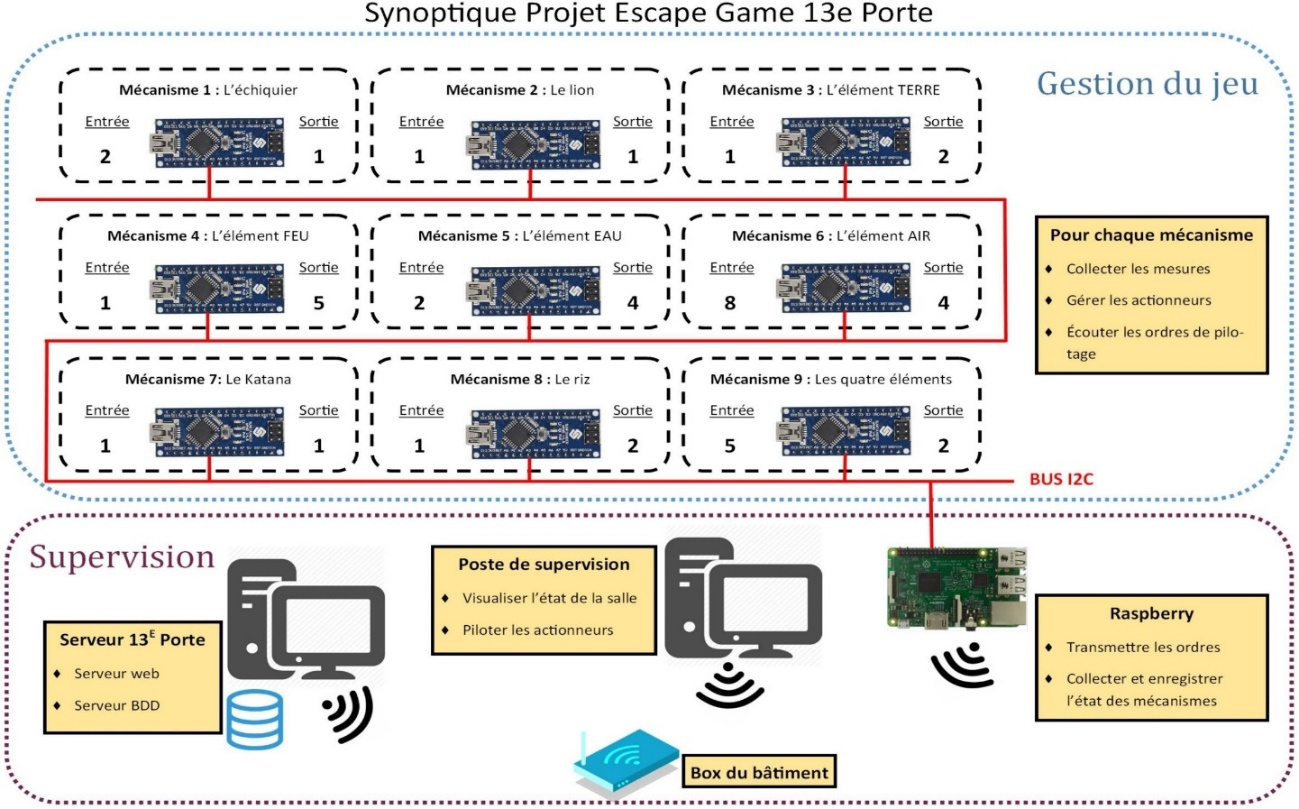 Synoptique Projet Escape Game 13e Porte
Gestion du jeu
Mécanisme 1 : L'échiquier
Entrée
Sortie
2
1
Mécanisme 2 : Le lion
Entrée
Sortie
1
1
Mécanisme 3 : L'élément TERRE
Entrée
Sortie
1
2
Mécanisme 4 : L'élément FEU
Entrée
Sortie
1
5
Mécanisme 5 : L'élément EAU
Entrée
Sortie
2
4
Mécanisme 6 : L'élément AIR
Entrée
Sortie
8
4
Pour chaque mécanisme
♦ Collecter les mesures
♦ Gérer les actionneurs
♦ Écouter les ordres de pilo-
tage
Mécanisme 7: Le Katana
Entrée
Sortie
1
1
Mécanisme 8 : Le riz
Entrée
Sortie
1
2
Mécanisme 9 : Les quatre éléments
Entrée
Sortie
5
2
BUS I2C
Supervision
Serveur 13E Porte
♦ Serveur web
♦ Serveur BDD
Poste de supervision
♦ Visualiser l'état de la salle
♦ Piloter les actionneurs
Raspberry
♦ Transmettre les ordres
♦ Collecter et enregistrer
l'état des mécanismes
Box du bâtiment